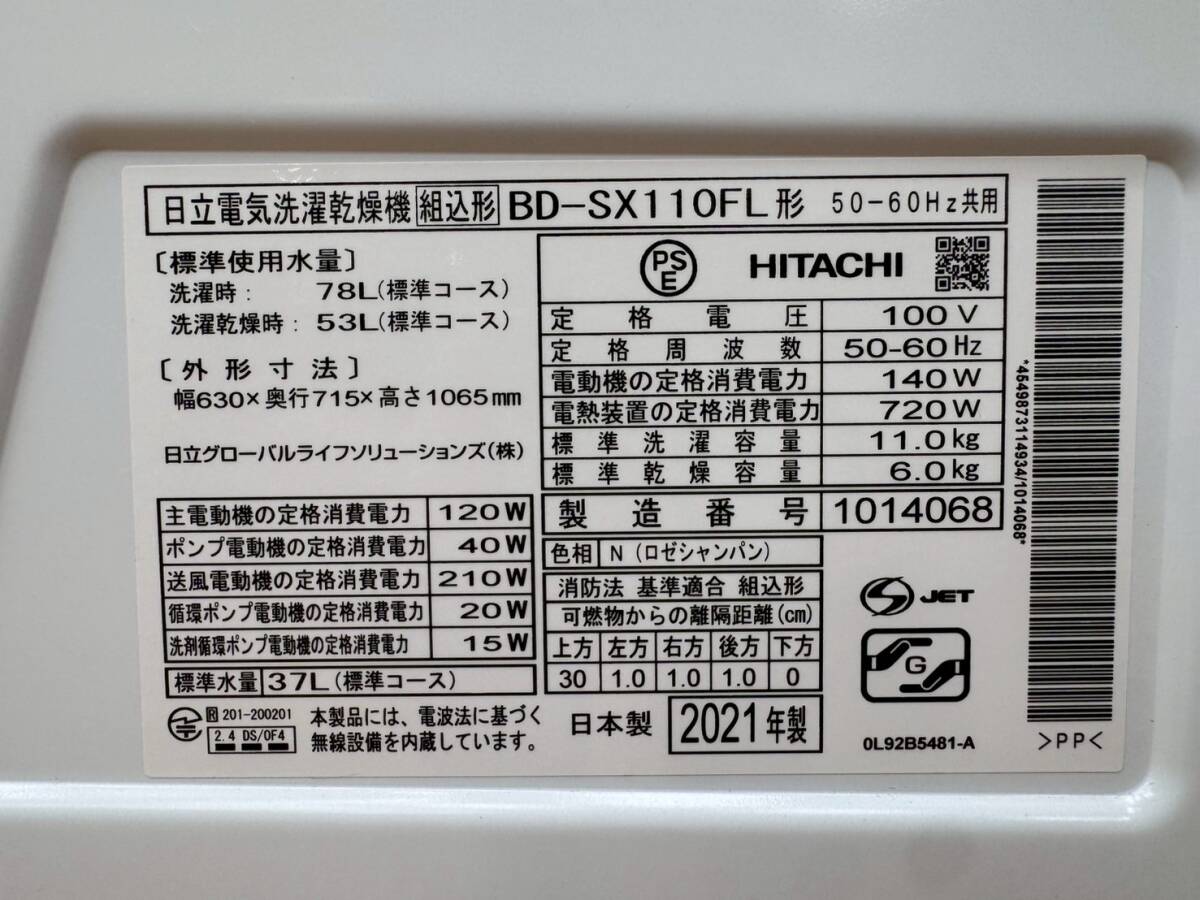 日立電気洗濯乾燥機 組込形 BD-SX110FL形 50-60Hz共用
〔標準使用水量〕
洗濯時： 78L(標準コース)
洗濯乾燥時： 53L(標準コース)
〔外形寸法〕
幅630×奥行715×高さ1065mm
日立グローバルライフソリューションズ(株)
主電動機の定格消費電力 120W
ポンプ電動機の定格消費電力 40W
送風電動機の定格消費電力 210W
循環ポンプ電動機の定格消費電力 20W
洗剤循環ポンプ電動機の定格消費電力 15W
標準水量 37L(標準コース)
R 201-200201
2.4 DS/OF4
本製品には、電波法に基づく
無線設備を内蔵しています。
PSE HITACHI
定格電圧 100V
定格周波数 50-60Hz
電動機の定格消費電力 140W
電熱装置の定格消費電力 720W
標準洗濯容量 11.0kg
標準乾燥容量 6.0kg
製造番号 1014068
色相 N (ロゼシャンパン)
消防法 基準適合 組込形
可燃物からの離隔距離(cm)
上方 左方 右方 後方 下方
30 1.0 1.0 1.0 0
日本製 2021年製
S JET
G
0L92B5481-A
*4549873114934/1014068*
>PP<